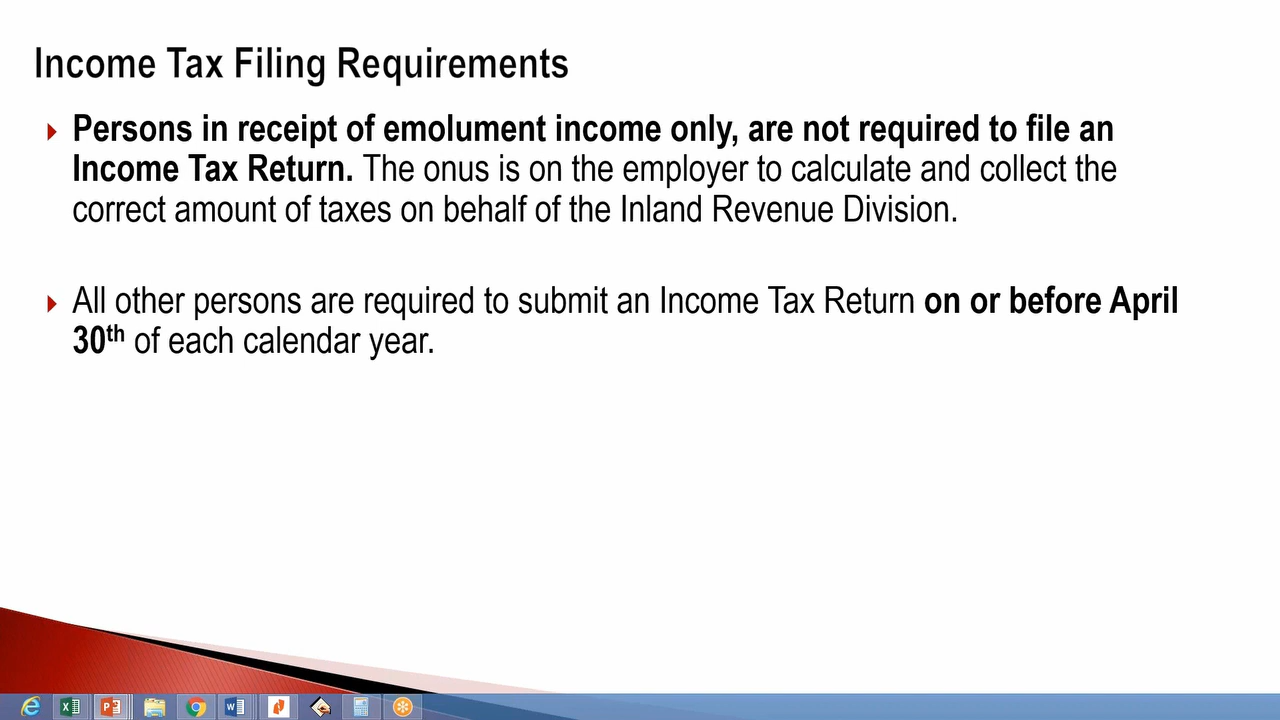 Income Tax Filing Requirements
Persons in receipt of emolument income only, are not required to file an
Income Tax Return. The onus is on the employer to calculate and collect the
correct amount of taxes on behalf of the Inland Revenue Division.
All other persons are required to submit an Income Tax Return on or before April
30th of each calendar year.